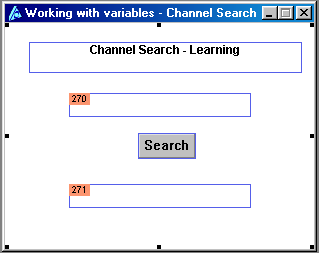 Working with variables - Channel Search
Channel Search - Learning
270
Search
271